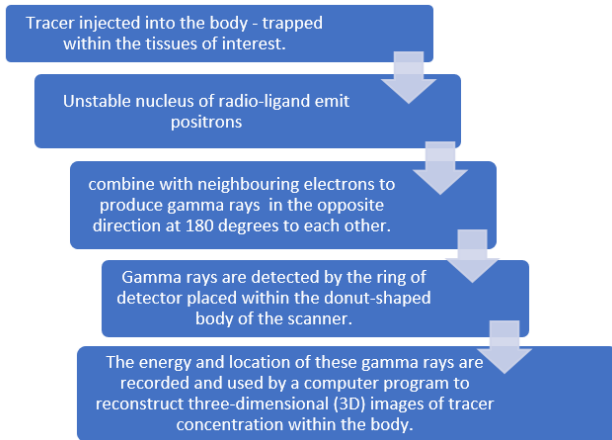 Tracer injected into the body - trapped
within the tissues of interest.
Unstable nucleus of radio-ligand emit
positrons
combine with neighbouring electrons to
produce gamma rays in the opposite
direction at 180 degrees to each other.
Gamma rays are detected by the ring of
detector placed within the donut-shaped
body of the scanner.
The energy and location of these gamma rays are
recorded and used by a computer program to
reconstruct three-dimensional (3D) images of tracer
concentration within the body.